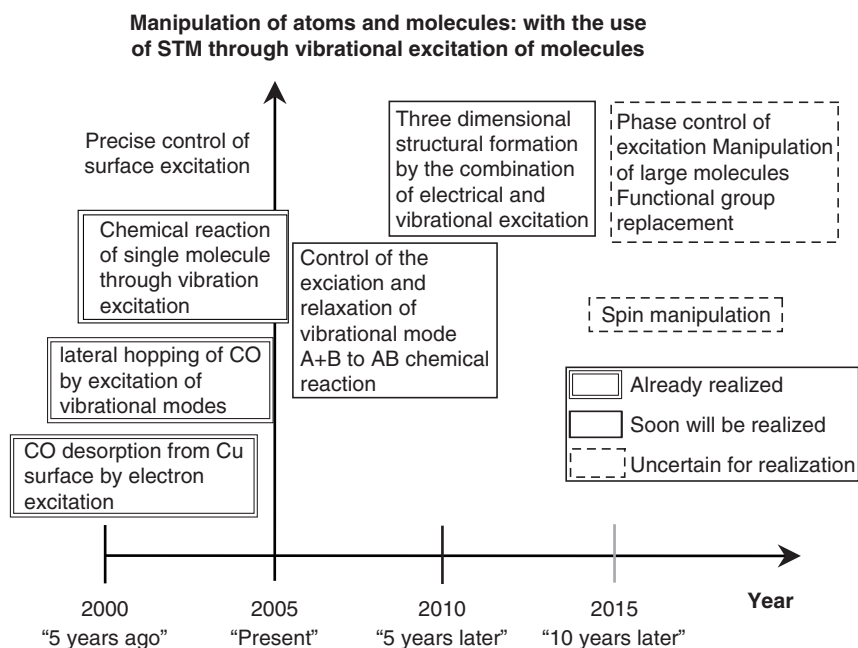 Manipulation of atoms and molecules: with the use
of STM through vibrational excitation of molecules
Precise control of
surface excitation
Three dimensional
structural formation
by the combination
of electrical and
vibrational excitation
Phase control of
excitation Manipulation
of large molecules
Functional group
replacement
Chemical reaction
of single molecule
through vibration
excitation
Control of the
exciation and
relaxation of
vibrational mode
A+B to AB chemical
reaction
Spin manipulation
lateral hopping of CO
by excitation of
vibrational modes
CO desorption from Cu
surface by electron
excitation
Already realized
Soon will be realized
Uncertain for realization
2000
2005
2010
2015
Year
“5 years ago”
“Present”
“5 years later”
“10 years later”